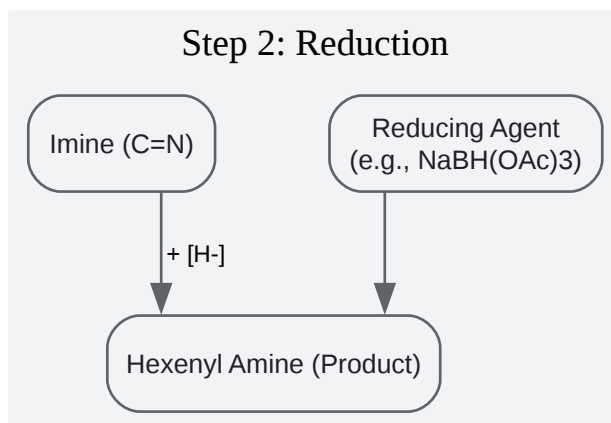 Step 2: Reduction
Imine (C=N)
Reducing Agent
(e.g., NaBH(OAc)3)
+ [H-]
Hexenyl Amine (Product)